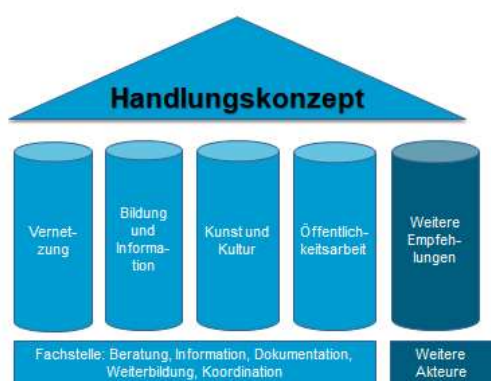 Handlungskonzept
Vernet-
zung
Bildung
und
Informa-
tion
Kunst und
Kultur
Öffentlich-
keitsarbeit
Weitere
Empfeh-
lungen
Fachstelle: Beratung, Information, Dokumentation,
Weiterbildung, Koordination
Weitere
Akteure